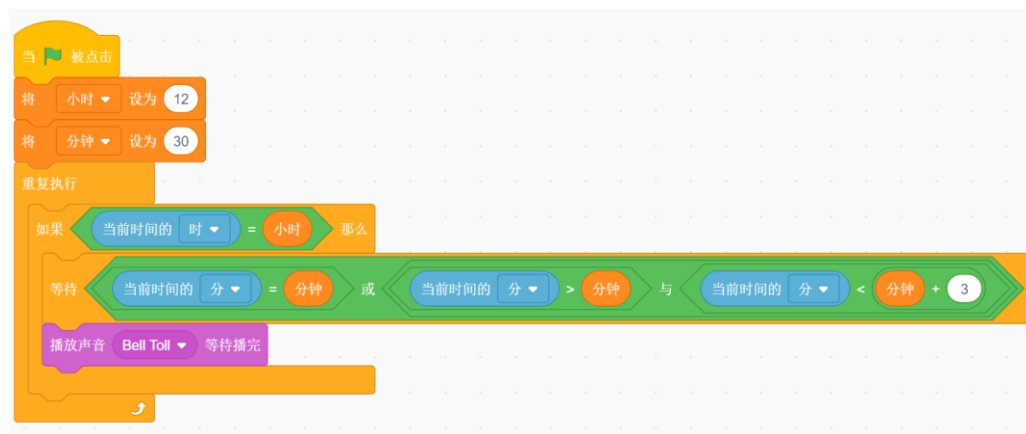 当 被点击
将 小时 设为 12
将 分钟 设为 30
重复执行
如果 当前时间的 时 = 小时 那么
等待 当前时间的 分 = 分钟 或 当前时间的 分 > 分钟 与 当前时间的 分 < 分钟 + 3
播放声音 Bell Toll 等待播完